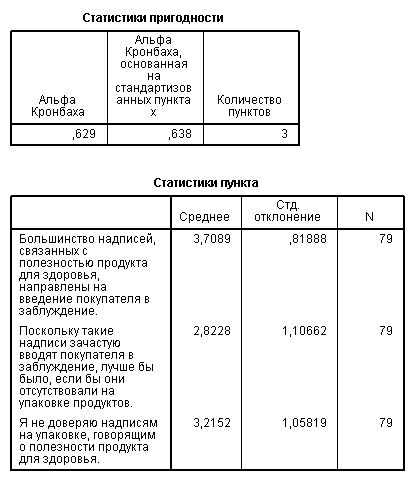 Статистики пригодности
Альфа
Кронбаха
Альфа
Кронбаха,
основанная
на
стандартизов
анных пункта
х
Количество
пунктов
,629 ,638 3
Статистики пункта
Среднее
Стд.
отклонение
N
Большинство надписей,
связанных с
полезностью продукта
для здоровья,
направлены на
введение покупателя в
заблуждение.
3,7089 ,81888 79
Поскольку такие
надписи зачастую
вводят покупателя в
заблуждение, лучше бы
было, если бы они
отсутствовали на
упаковке продуктов.
2,8228 1,10662 79
Я не доверяю надписям
на упаковке, говорящим
о полезности продукта
для здоровья.
3,2152 1,05819 79